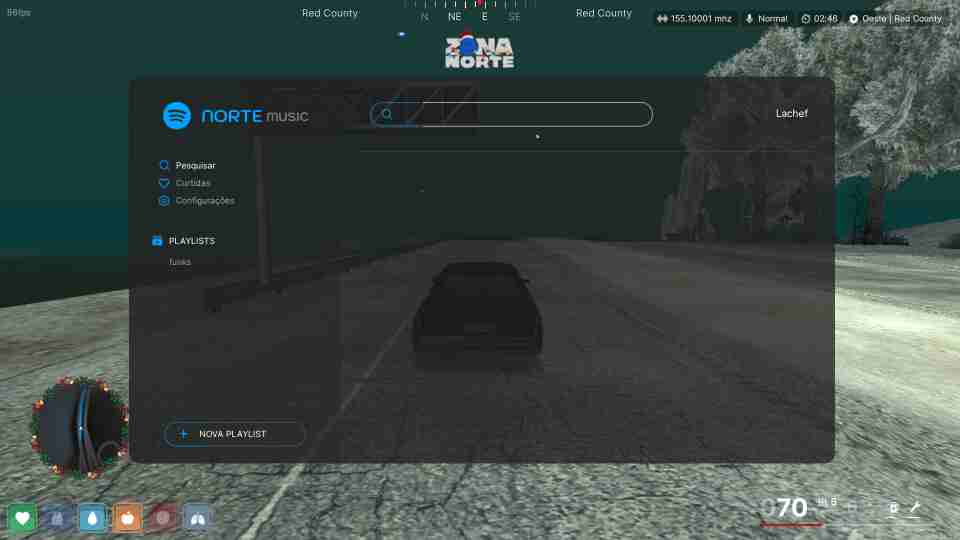 56fps
Red County
N NE E SE
Red County
155.10001 mhz
Normal
02:46
Oeste | Red County
ZONA
NORTE
NORTE MUSIC
Lachef
Pesquisar
Curtidas
Configurações
PLAYLISTS
funks
+ NOVA PLAYLIST
070